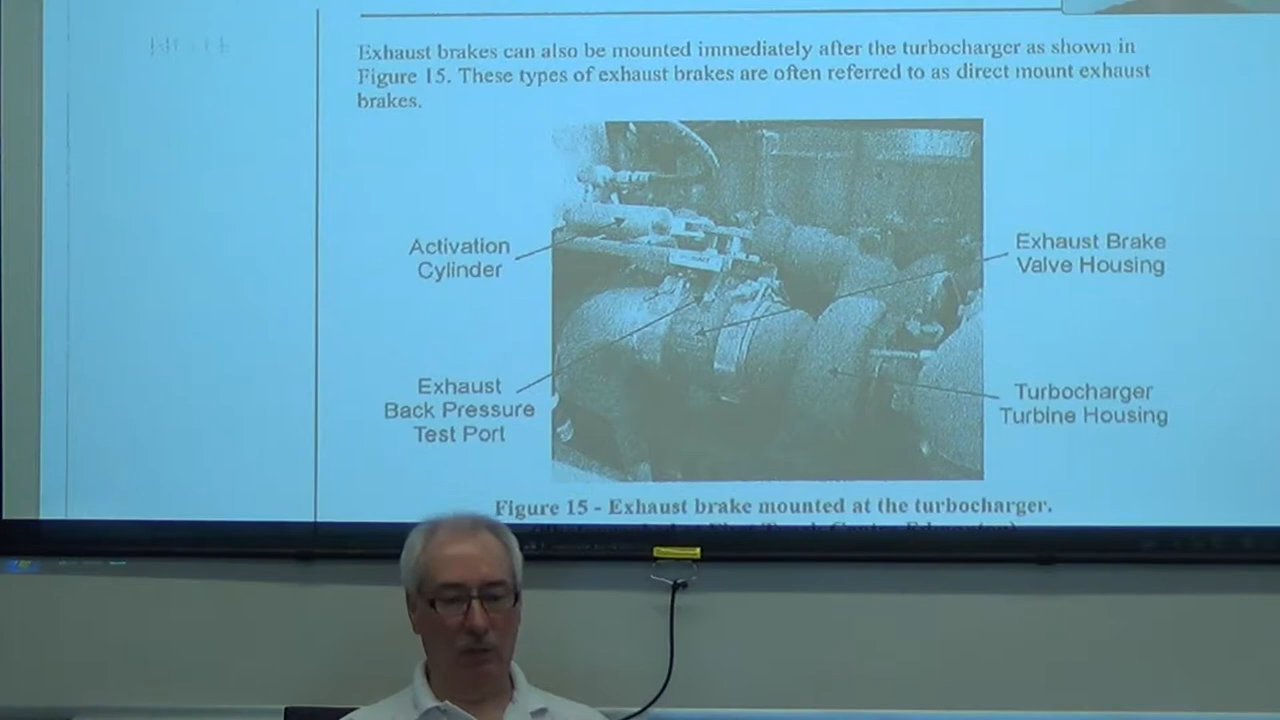 Exhaust brakes can also be mounted immediately after the turbocharger as shown in
Figure 15. These types of exhaust brakes are often referred to as direct mount exhaust
brakes.
Activation
Cylinder
Exhaust Brake
Valve Housing
Exhaust
Back Pressure
Test Port
Turbocharger
Turbine Housing
Figure 15 - Exhaust brake mounted at the turbocharger.